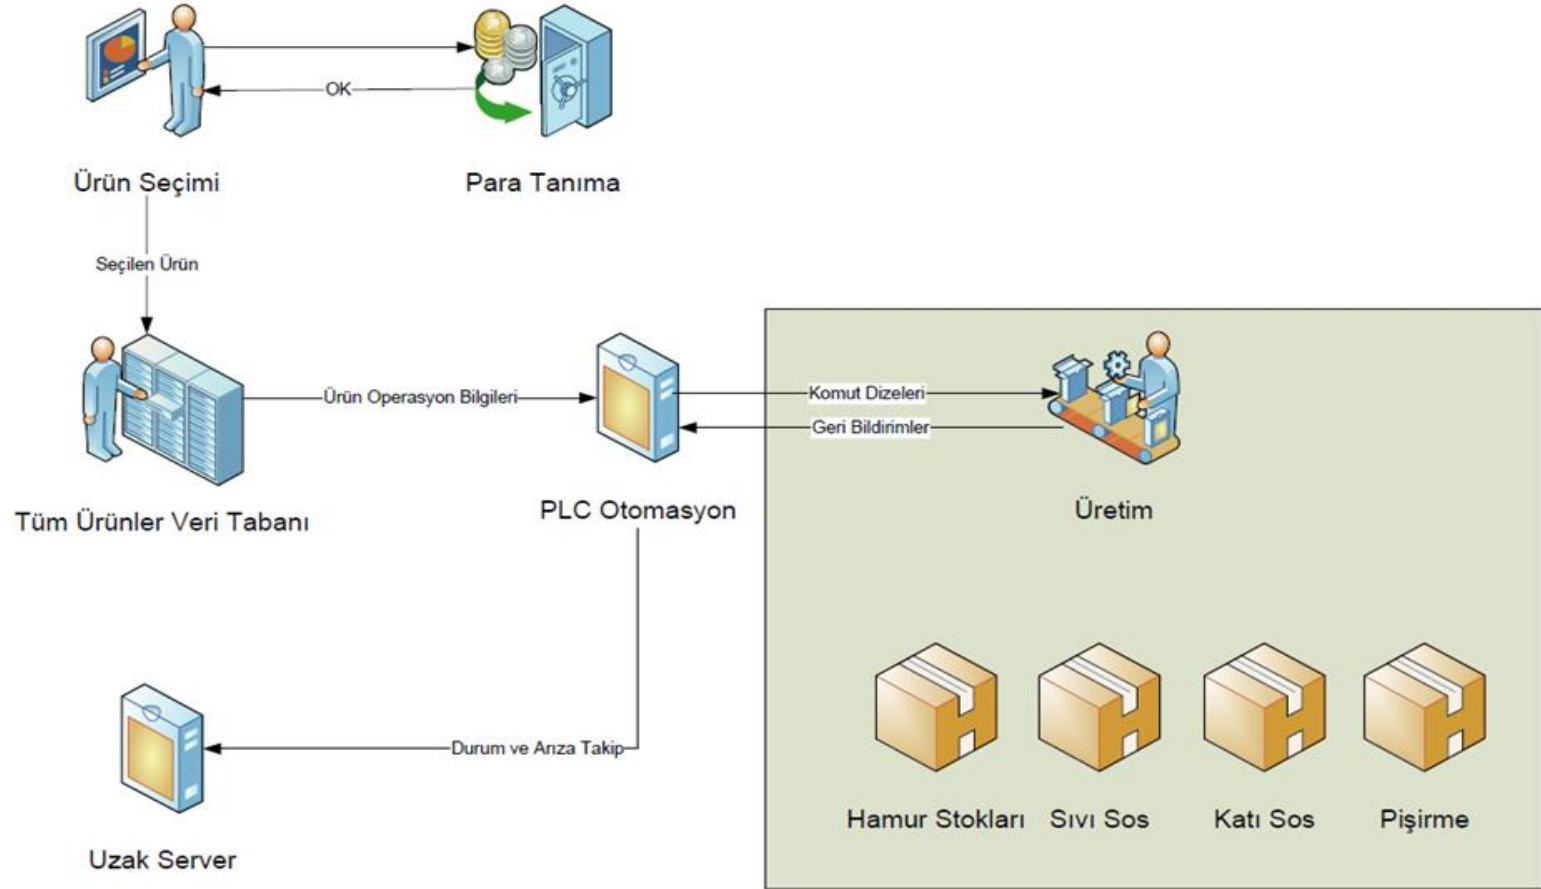 OK
Ürün Seçimi
Para Tanıma
Seçilen Ürün
Ürün Operasyon Bilgileri
Komut Dizeleri
Geri Bildirimler
Tüm Ürünler Veri Tabanı
PLC Otomasyon
Üretim
Durum ve Arıza Takip
Uzak Server
Hamur Stokları
Sıvı Sos
Katı Sos
Pişirme